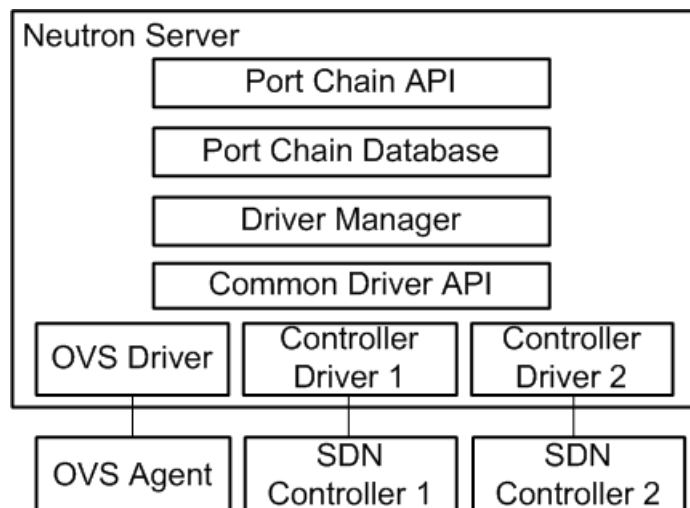 Neutron Server
Port Chain API
Port Chain Database
Driver Manager
Common Driver API
OVS Driver
Controller
Driver 1
Controller
Driver 2
OVS Agent
SDN
Controller 1
SDN
Controller 2